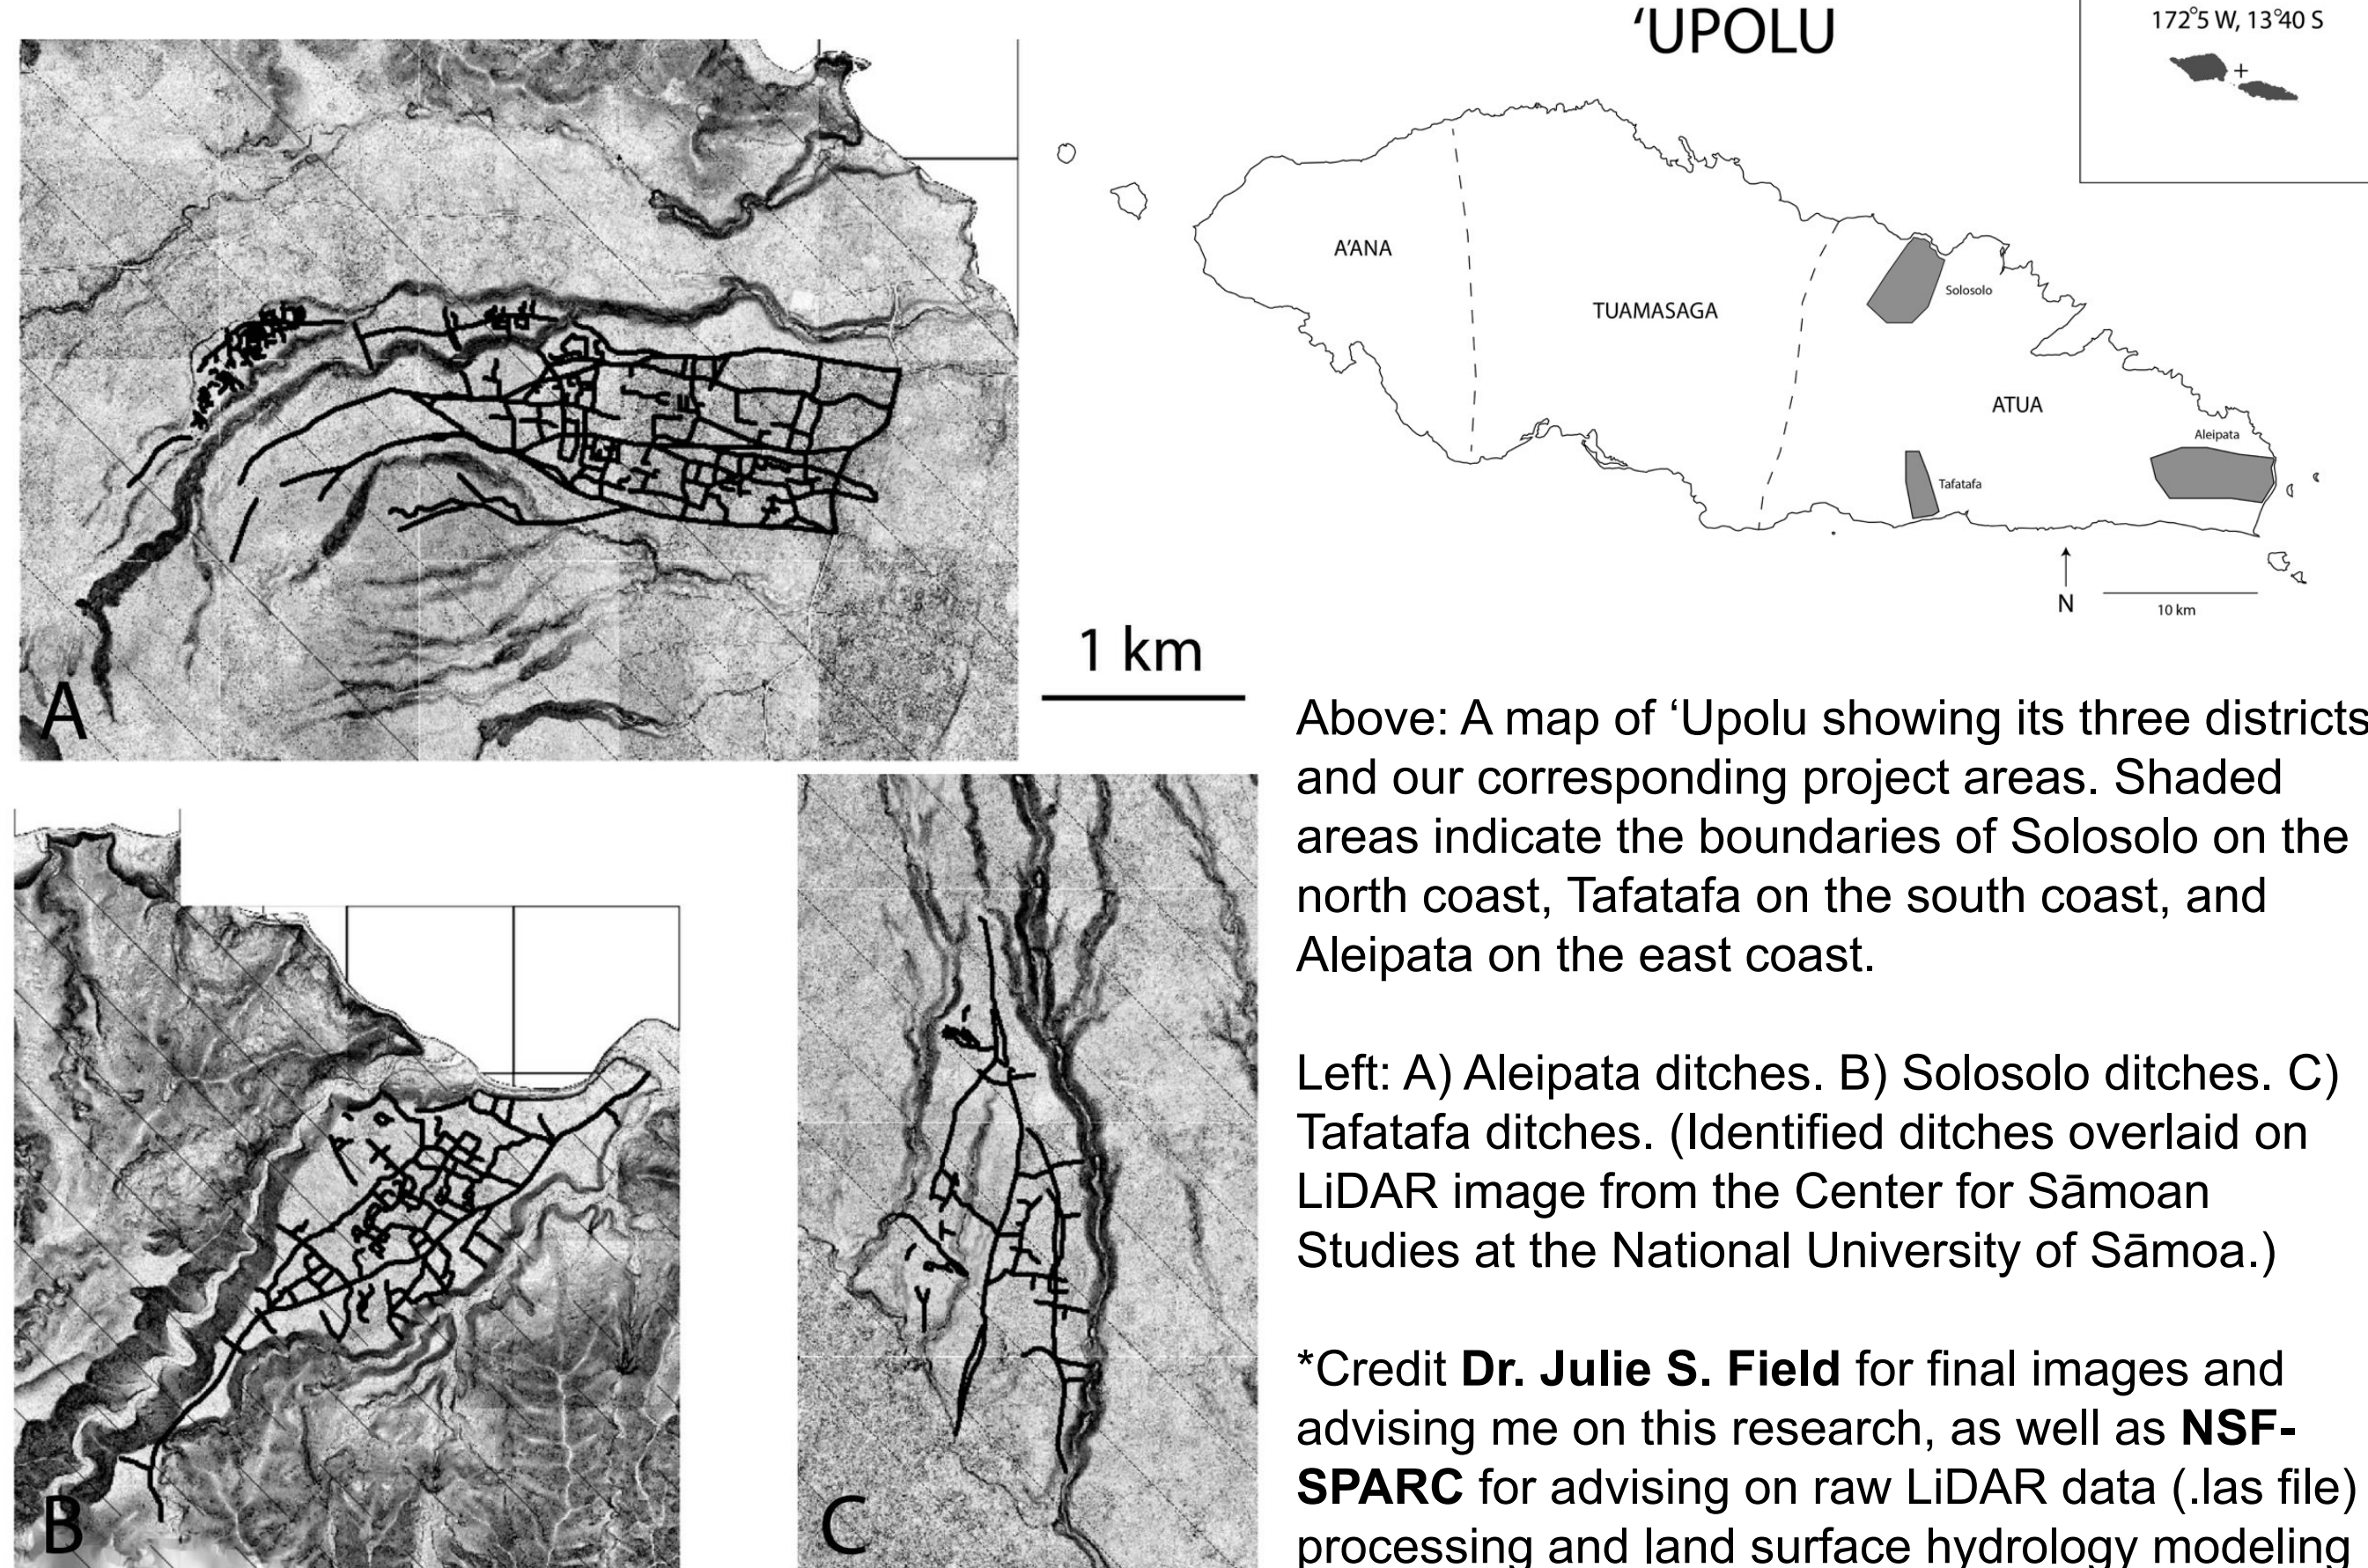 ‘UPOLU
172°5 W, 13°40 S
A’ANA
TUAMASAGA
Solosolo
ATUA
Aleipata
Tafatafa
N
10 km
A
1 km
B
C
Above: A map of ‘Upolu showing its three districts
and our corresponding project areas. Shaded
areas indicate the boundaries of Solosolo on the
north coast, Tafatafa on the south coast, and
Aleipata on the east coast.
Left: A) Aleipata ditches. B) Solosolo ditches. C)
Tafatafa ditches. (Identified ditches overlaid on
LiDAR image from the Center for Sāmoan
Studies at the National University of Sāmoa.)
*Credit Dr. Julie S. Field for final images and
advising me on this research, as well as NSF-
SPARC for advising on raw LiDAR data (.las file)
processing and land surface hydrology modeling